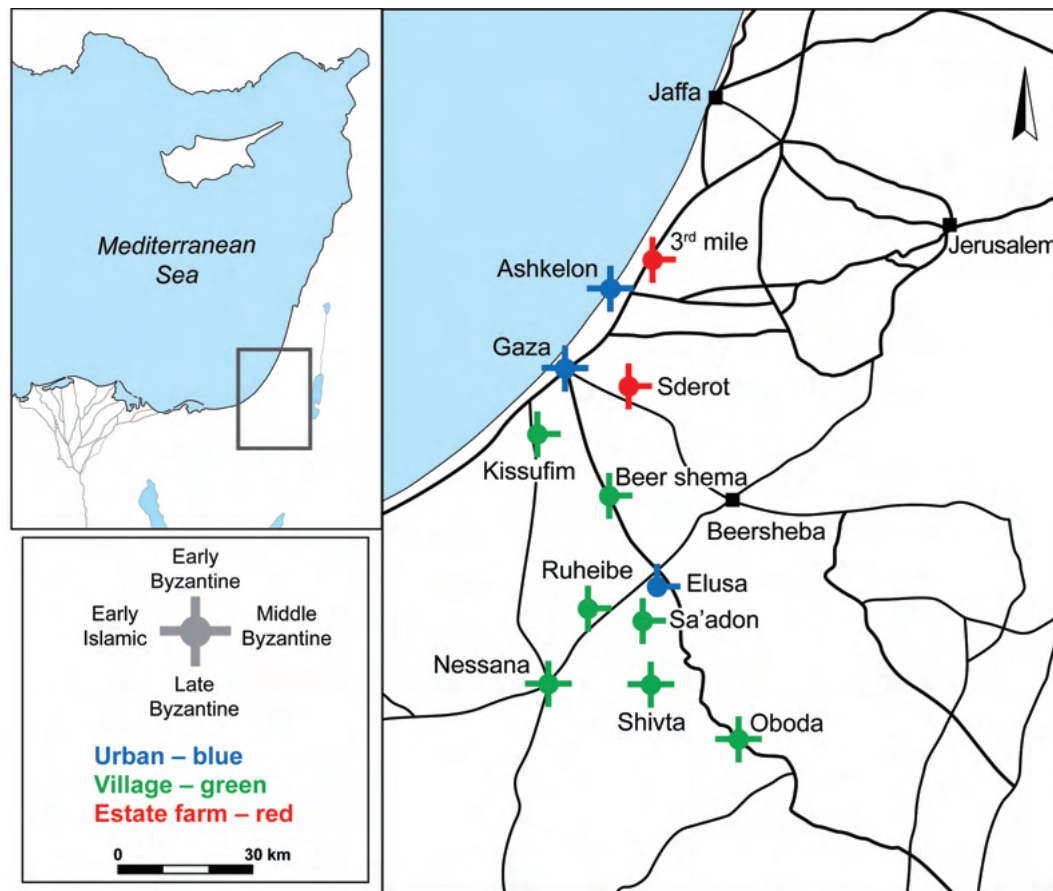 Mediterranean
Sea
Early
Byzantine
Early
Islamic
Middle
Byzantine
Late
Byzantine
Urban – blue
Village – green
Estate farm – red
0 30 km
Jaffa
Jerusalem
3rd mile
Ashkelon
Gaza
Sderot
Kissufim
Beer shema
Beersheba
Ruheibe
Elusa
Sa’adon
Nessana
Shivta
Oboda